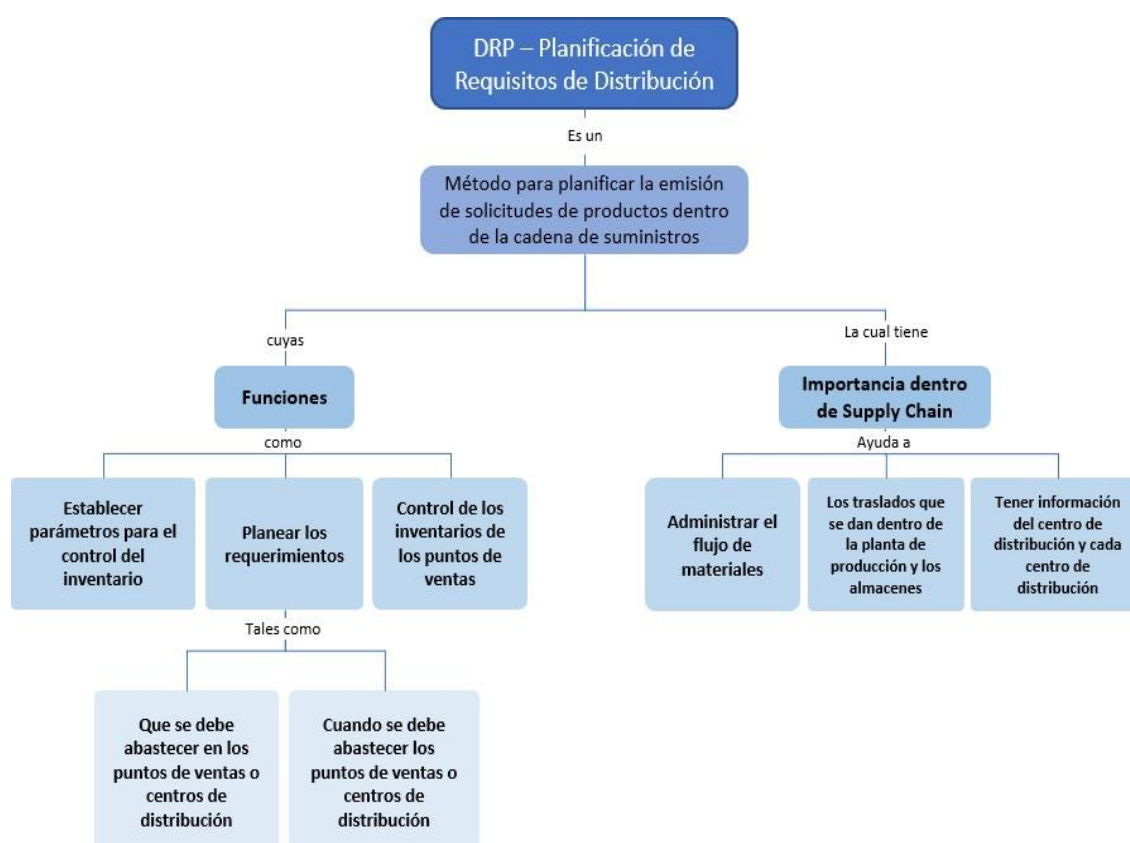 DRP – Planificación de
Requisitos de Distribución
Es un
Método para planificar la emisión
de solicitudes de productos dentro
de la cadena de suministros
cuyas
La cual tiene
Funciones
Importancia dentro
de Supply Chain
como
Ayuda a
Establecer
parámetros para el
control del
inventario
Planear los
requerimientos
Control de los
inventarios de
los puntos de
ventas
Administrar el
flujo de
materiales
Los traslados que
se dan dentro de
la planta de
producción y los
almacenes
Tener información
del centro de
distribución y cada
centro de
distribución
Tales como
Que se debe
abastecer en los
puntos de ventas o
centros de
distribución
Cuando se debe
abastecer los
puntos de ventas o
centros de
distribución